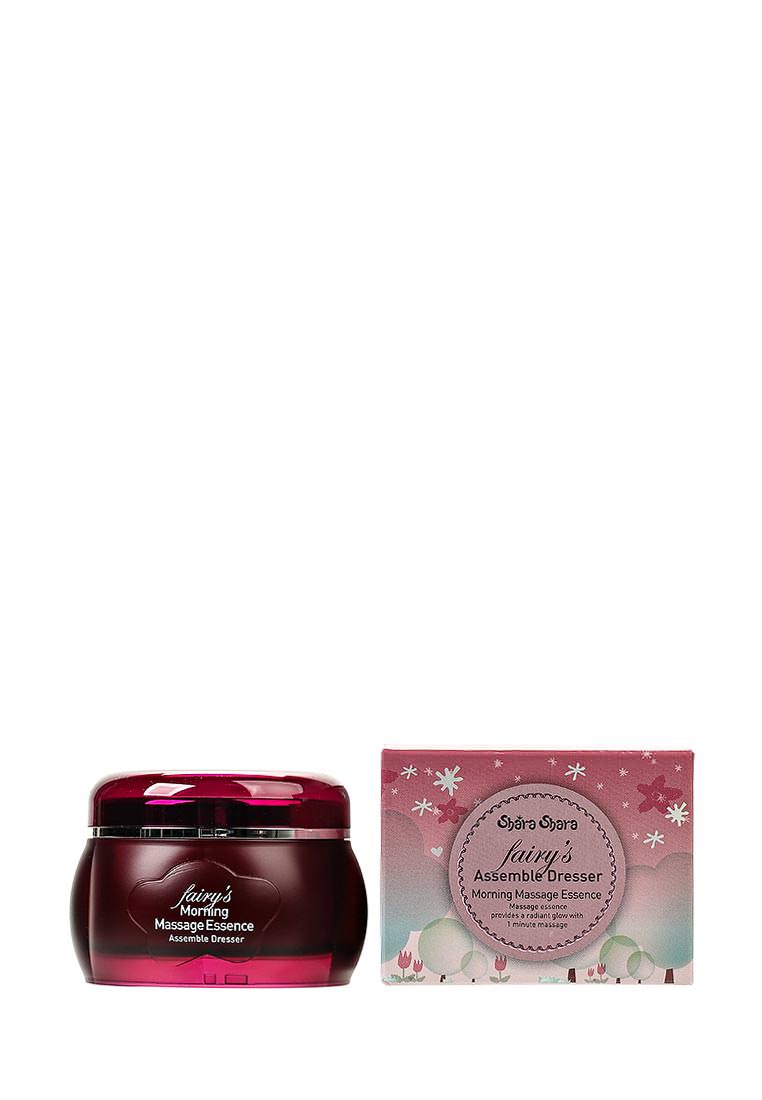 fairy's
Morning
Massage Essence
Assemble Dresser
Shara Shara
fairy's
Assemble Dresser
Morning Massage Essence
Massage essence
provides a radiant glow with
1 minute massage